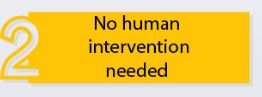 2
No human
intervention
needed